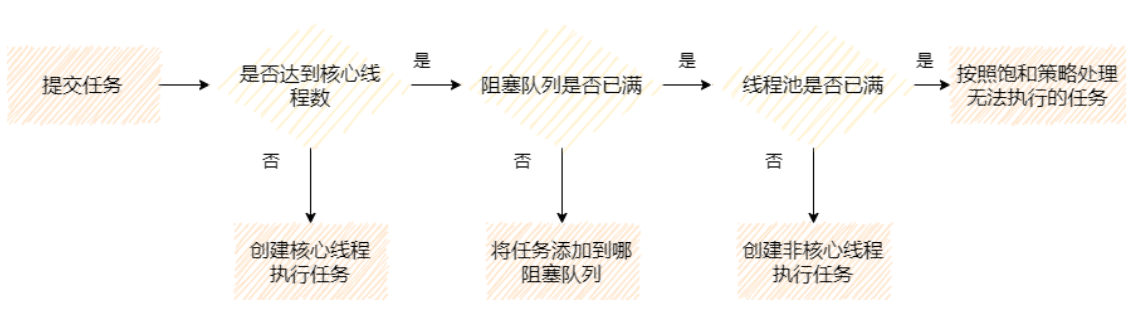 提交任务
是否达到核心线
程数
是
阻塞队列是否已满
是
线程池是否已满
是
按照饱和策略处理
无法执行的任务
否
创建核心线程
执行任务
否
将任务添加到哪
阻塞队列
否
创建非核心线程
执行任务